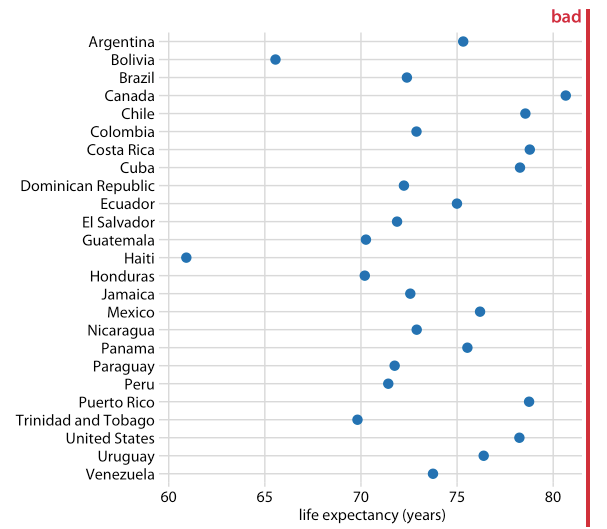 bad
Argentina
Bolivia
Brazil
Canada
Chile
Colombia
Costa Rica
Cuba
Dominican Republic
Ecuador
El Salvador
Guatemala
Haiti
Honduras
Jamaica
Mexico
Nicaragua
Panama
Paraguay
Peru
Puerto Rico
Trinidad and Tobago
United States
Uruguay
Venezuela
60 65 70 75 80
life expectancy (years)